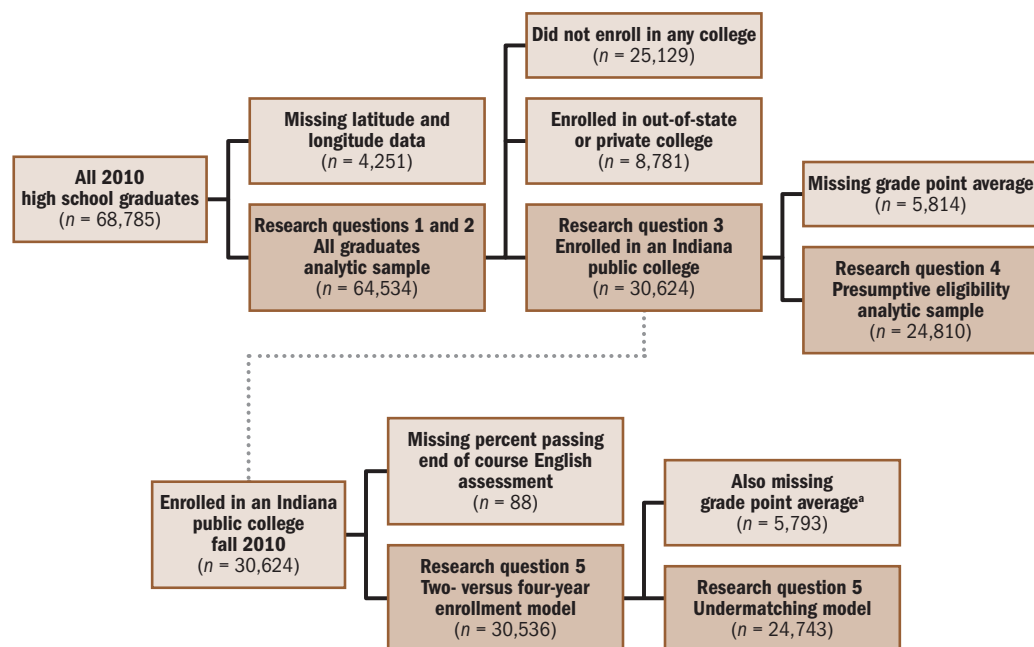 Did not enroll in any college
(n = 25,129)
Missing latitude and
longitude data
(n = 4,251)
Enrolled in out-of-state
or private college
(n = 8,781)
All 2010
high school graduates
(n = 68,785)
Missing grade point average
(n = 5,814)
Research questions 1 and 2
All graduates
analytic sample
(n = 64,534)
Research question 3
Enrolled in an Indiana
public college
(n = 30,624)
Research question 4
Presumptive eligibility
analytic sample
(n = 24,810)
Missing percent passing
end of course English
assessment
(n = 88)
Enrolled in an Indiana
public college
fall 2010
(n = 30,624)
Also missing
grade point averageª
(n = 5,793)
Research question 5
Two- versus four-year
enrollment model
(n = 30,536)
Research question 5
Undermatching model
(n = 24,743)